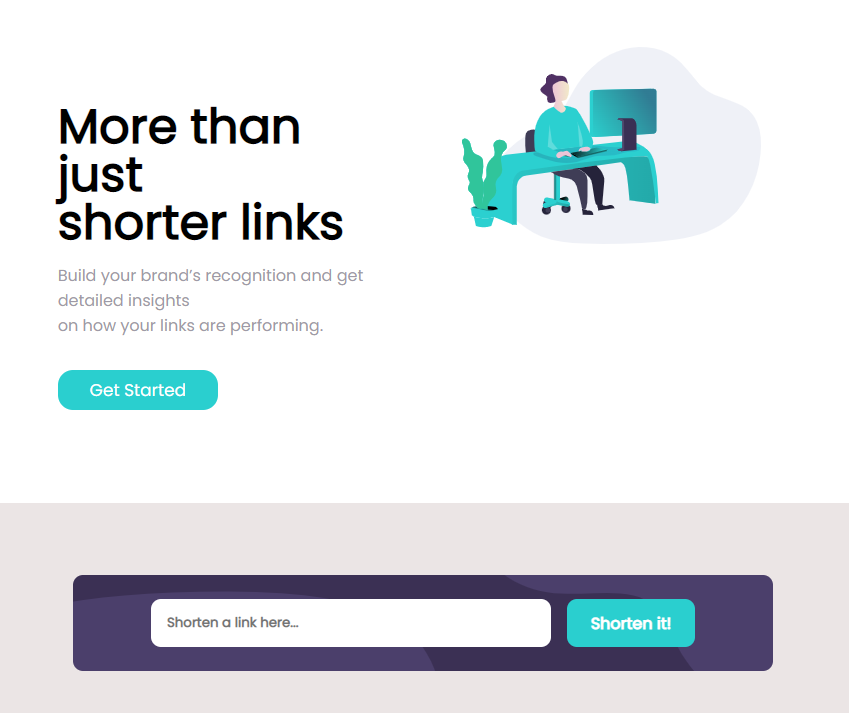 More than
just
shorter links
Build your brand’s recognition and get
detailed insights
on how your links are performing.
Get Started
Shorten a link here...
Shorten it!